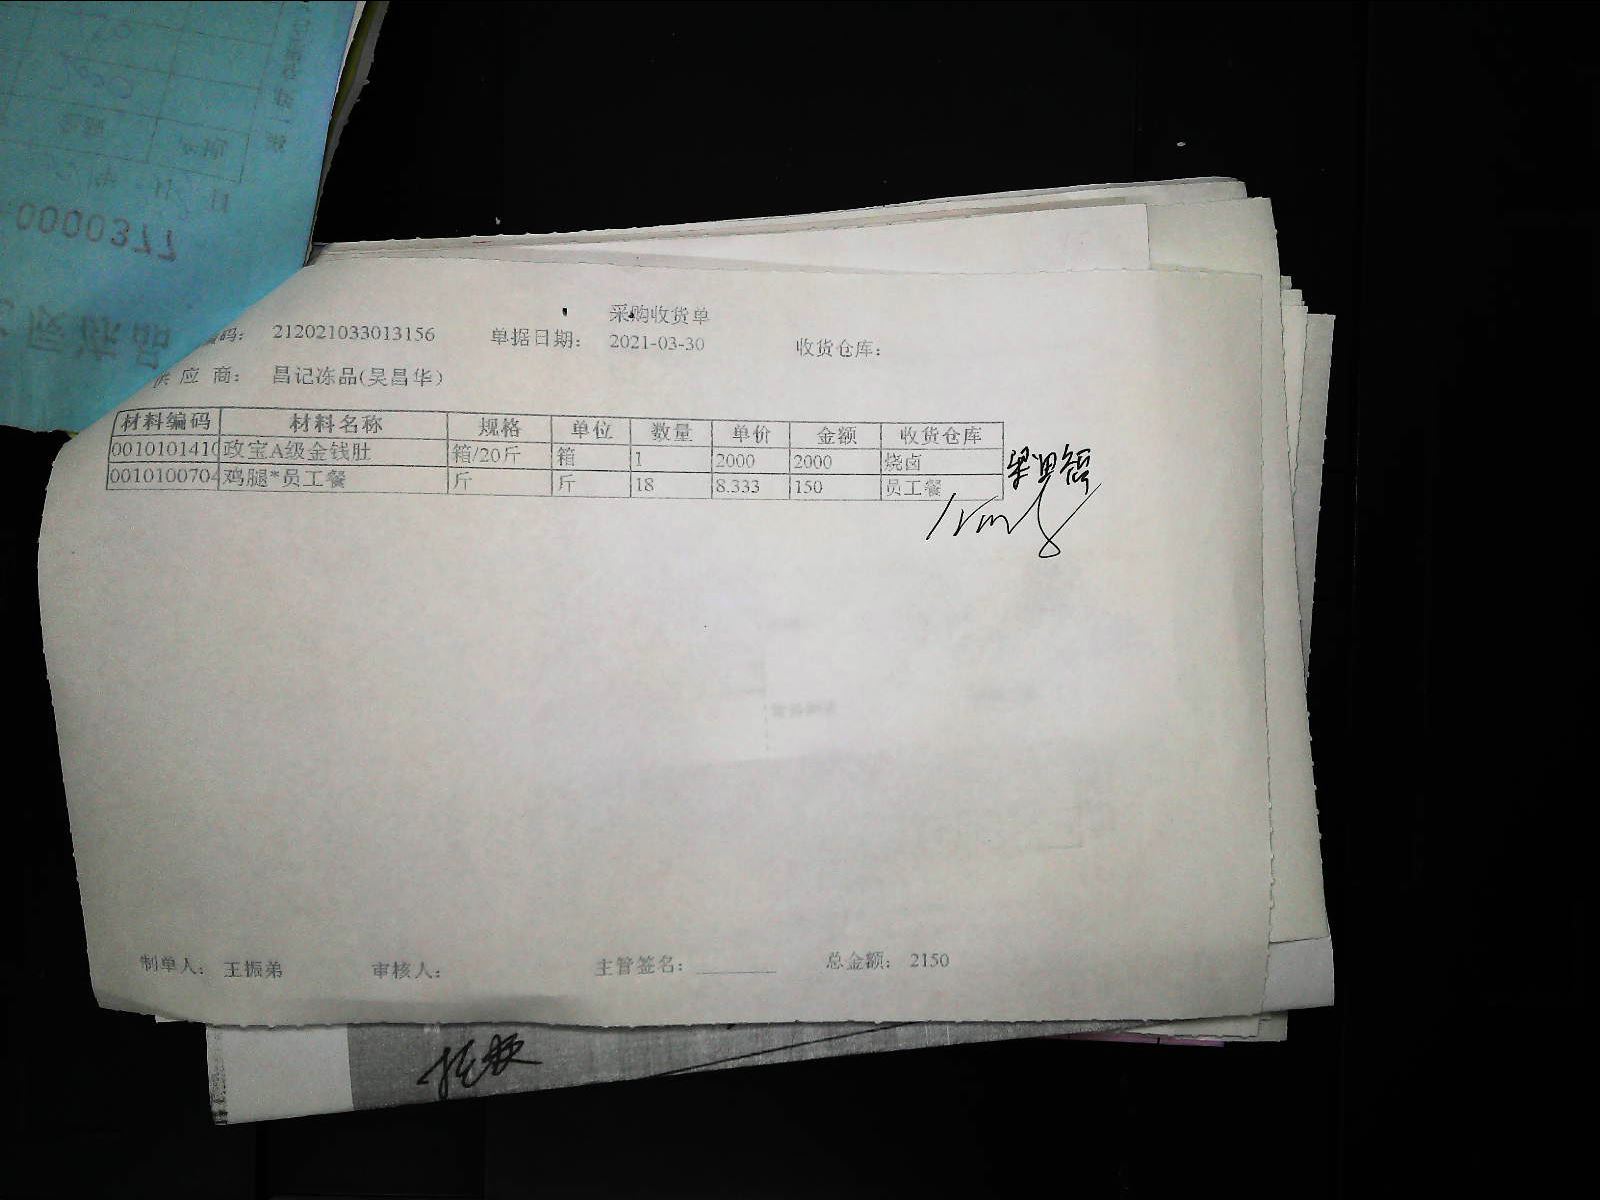 采购收货单
码： 212021033013156 单据日期： 2021-03-30 收货仓库：
供 应 商： 昌记冻品(吴昌华)
材料编码 材料名称 规格 单位 数量 单价 金额 收货仓库
0010101410 政宝A级金钱肚 箱/20斤 箱 1 2000 2000 烧卤
0010100704 鸡腿*员工餐 斤 斤 18 8.333 150 员工餐
制单人： 王振弟 审核人： 主管签名： 总金额： 2150
0000377